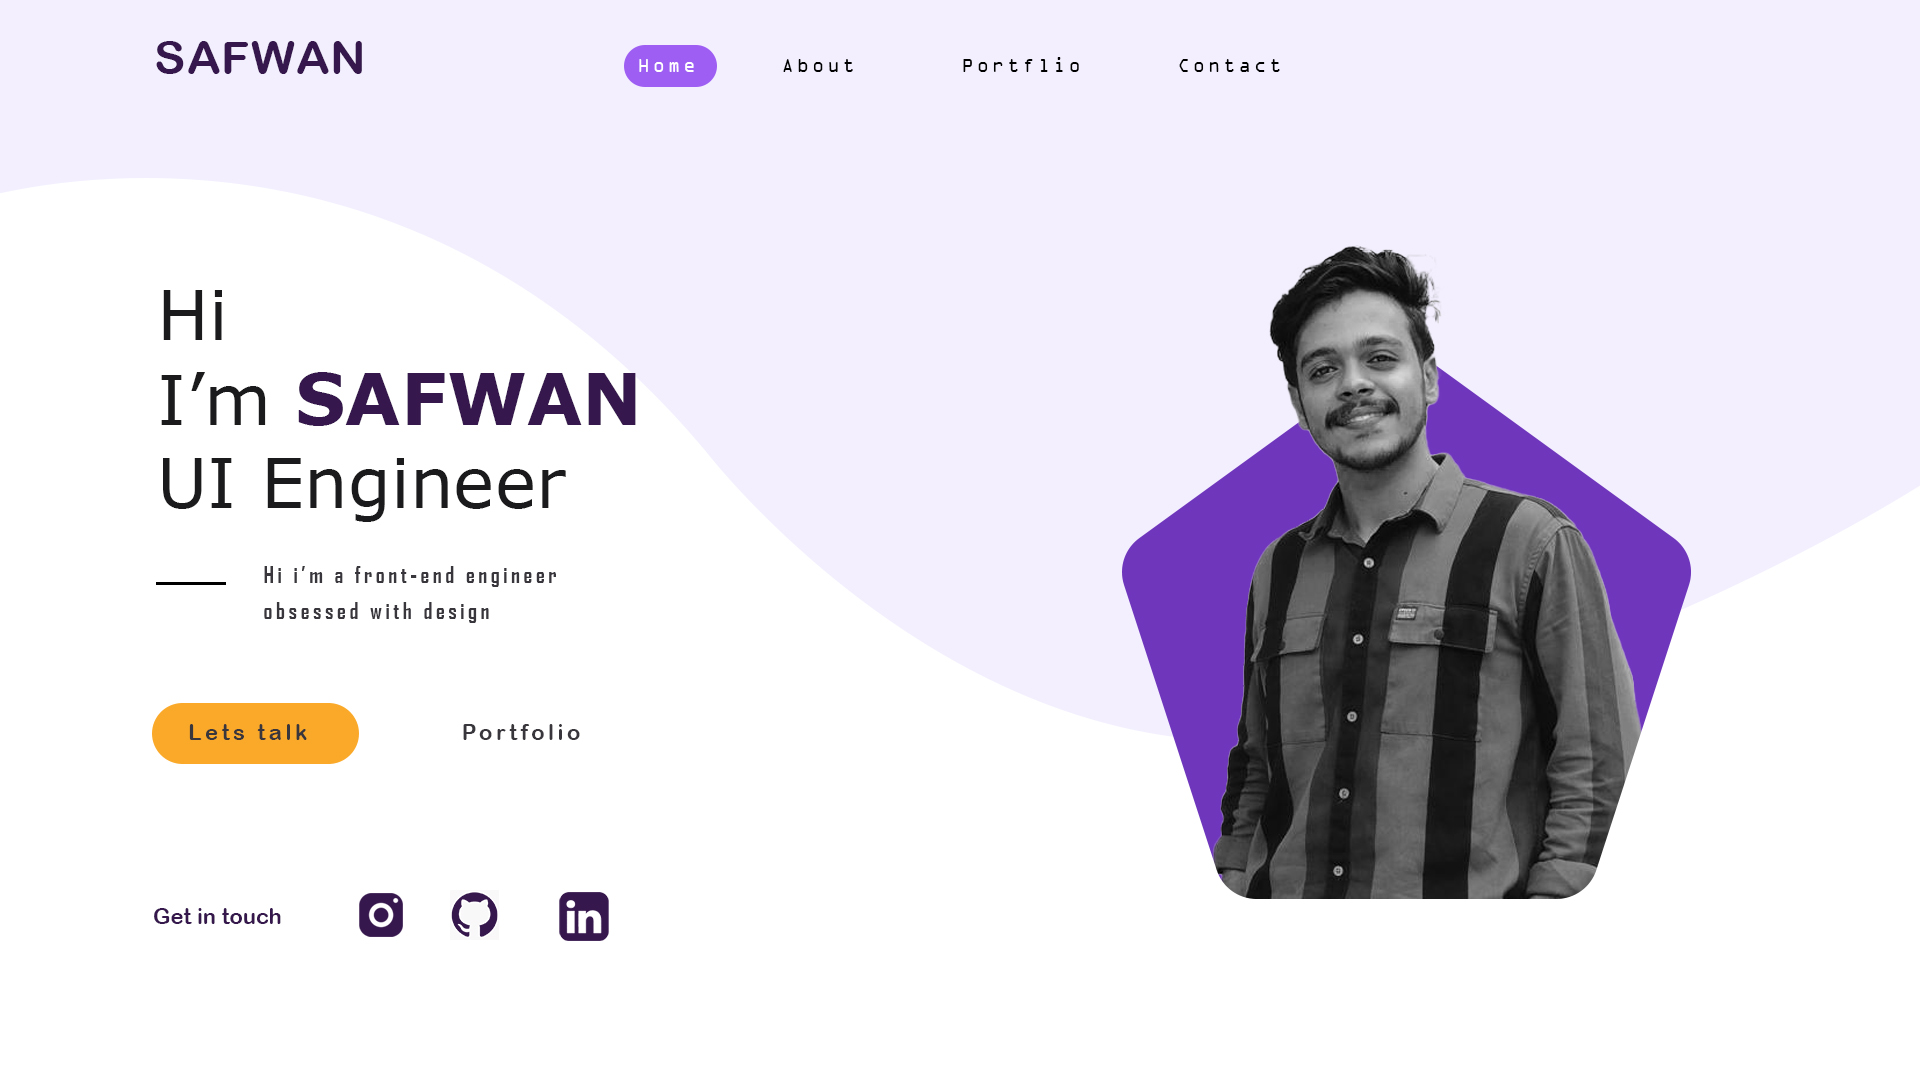 SAFWAN
Home About Portflio Contact
Hi
I’m SAFWAN
UI Engineer
Hi i’m a front-end engineer
obsessed with design
Lets talk Portfolio
Get in touch in